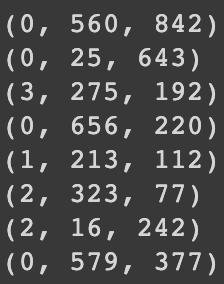 (0, 560, 842)
(0, 25, 643)
(3, 275, 192)
(0, 656, 220)
(1, 213, 112)
(2, 323, 77)
(2, 16, 242)
(0, 579, 377)